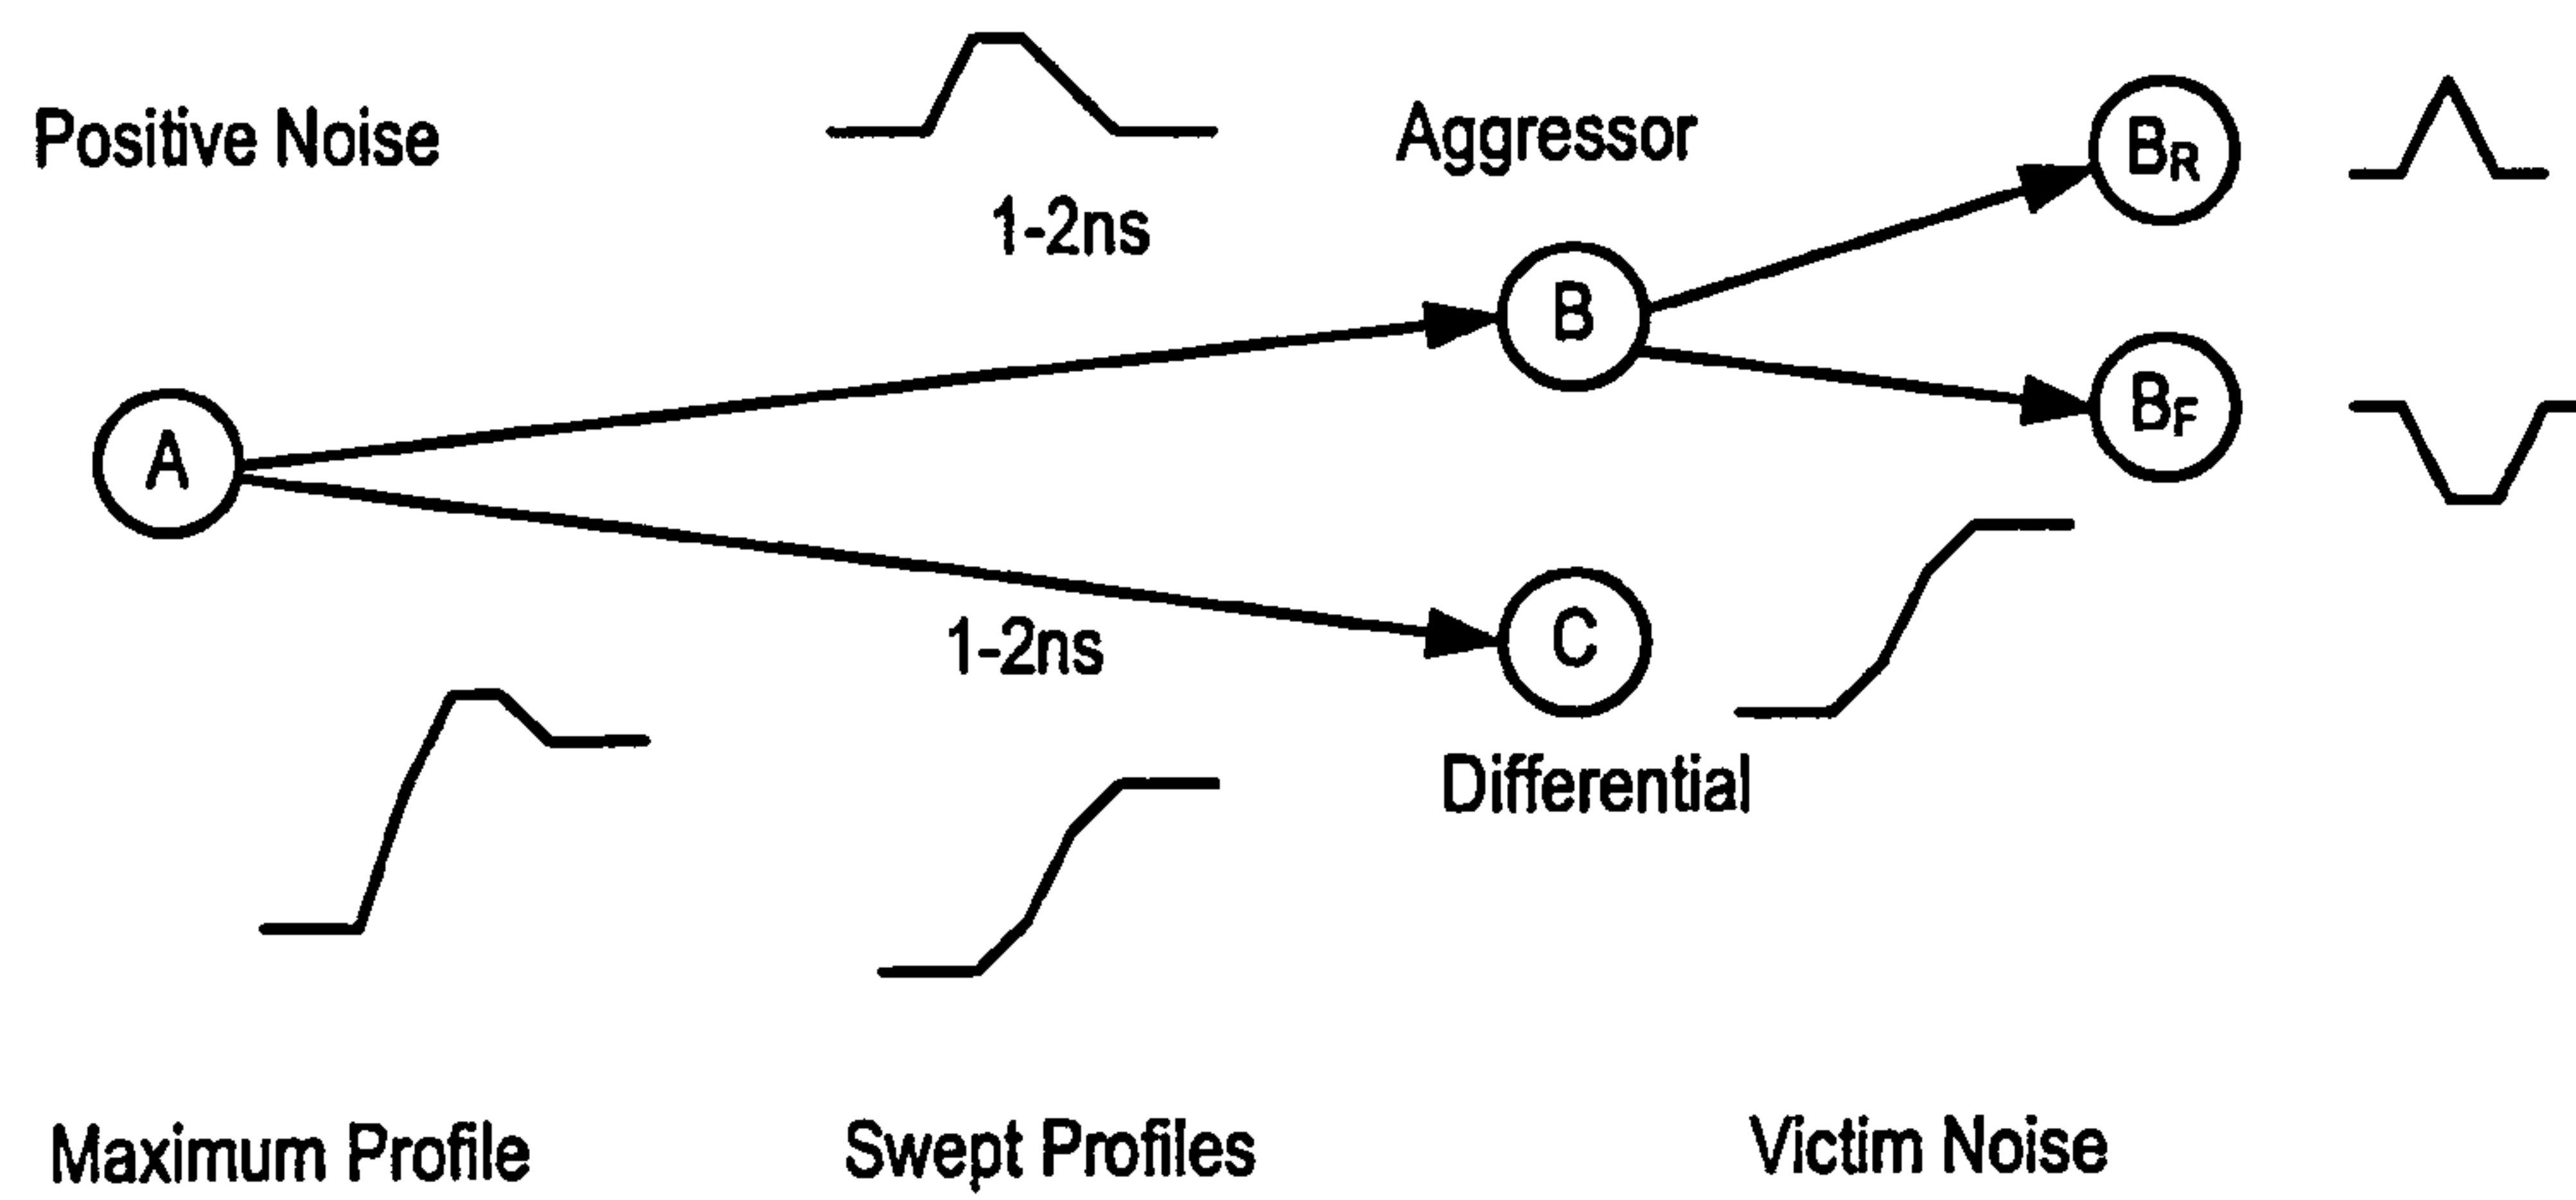 Positive Noise
1-2ns
Aggressor
BR
B
BF
A
1-2ns
C
Differential
Maximum Profile
Swept Profiles
Victim Noise